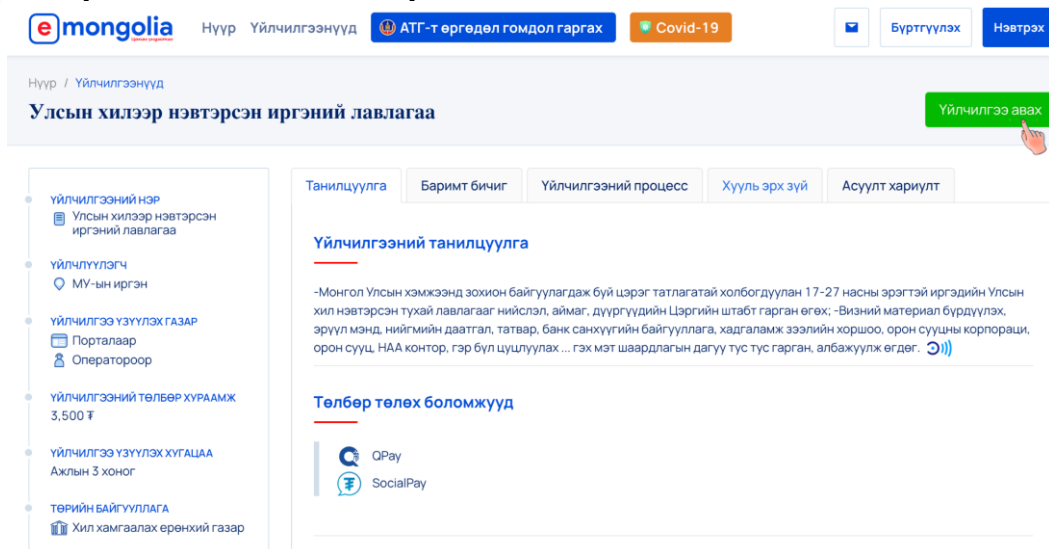 e mongolia
Нүүр Үйлчилгээнүүд АТГ-т өргөдөл гомдол гаргах Covid-19 Бүртгүүлэх Нэвтрэх
Нүүр / Үйлчилгээнүүд
Улсын хилээр нэвтэрсэн иргэний лавлагаа
Үйлчилгээ авах
ҮЙЛЧИЛГЭЭНИЙ НЭР
Улсын хилээр нэвтэрсэн
иргэний лавлагаа
ҮЙЛЧЛҮҮЛЭГЧ
МУ-ын иргэн
ҮЙЛЧИЛГЭЭ ҮЗҮҮЛЭХ ГАЗАР
Порталаар
Оператороор
ҮЙЛЧИЛГЭЭНИЙ ТӨЛБӨР ХУРААМЖ
3,500 ₮
ҮЙЛЧИЛГЭЭ ҮЗҮҮЛЭХ ХУГАЦАА
Ажлын 3 хоног
ТӨРИЙН БАЙГУУЛЛАГА
Хил хамгаалах ерөнхий газар
Танилцуулга Баримт бичиг Үйлчилгээний процесс Хууль эрх зүй Асуулт хариулт
Үйлчилгээний танилцуулга
-Монгол Улсын хэмжээнд зохион байгуулагдаж буй цэрэг татлагатай холбогдуулан 17-27 насны эрэгтэй иргэдийн Улсын
хил нэвтэрсэн тухай лавлагааг нийслэл, аймаг, дүүргүүдийн Цэргийн штабт гарган өгөх; -Визний материал бүрдүүлэх,
эрүүл мэнд, нийгмийн даатгал, татвар, банк санхүүгийн байгууллага, хадгаламж зээлийн хоршоо, орон сууцны корпораци,
орон сууц, НАА контор, гэр бүл цуцлуулах ... гэх мэт шаардлагын дагуу тус тус гарган, албажуулж өгдөг.
Төлбөр төлөх боломжууд
QPay
SocialPay